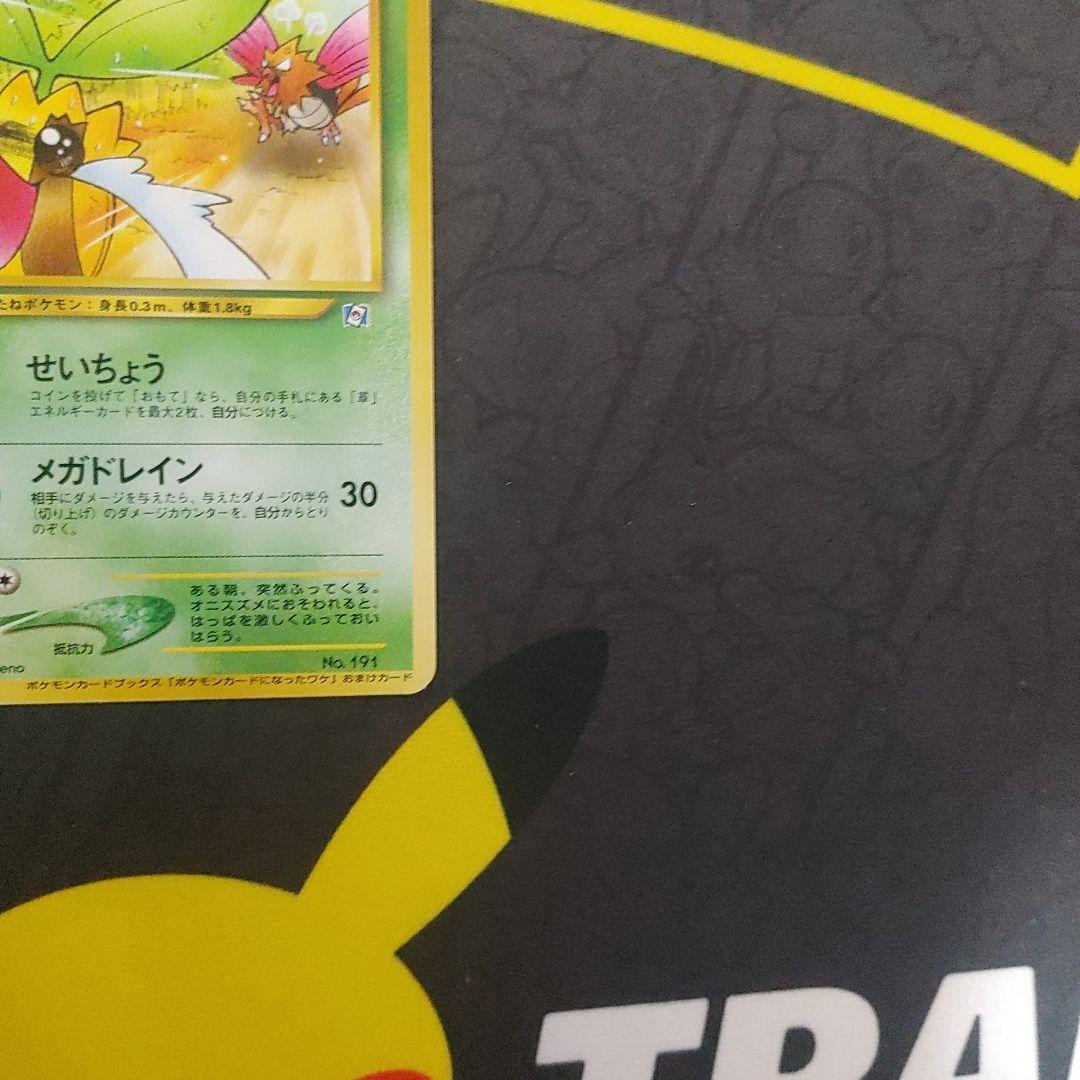 たねポケモン：身長0.3m、体重1.8kg
せいちょう
コインを投げて「おもて」なら、自分の手札にある「草」
エネルギーカードを最大2枚、自分につける。
メガドレイン
30
相手にダメージを与えたら、与えたダメージの半分
（切り上げ）のダメージカウンターを、自分からとり
のぞく。
ある朝、突然ふってくる。
オニスズメにおそわれると、
はっぱを激しくふっておい
はらう。
抵抗力
eno
No. 191
ポケモンカードブックス「ポケモンカードになったワケ」おまけカード
TRA